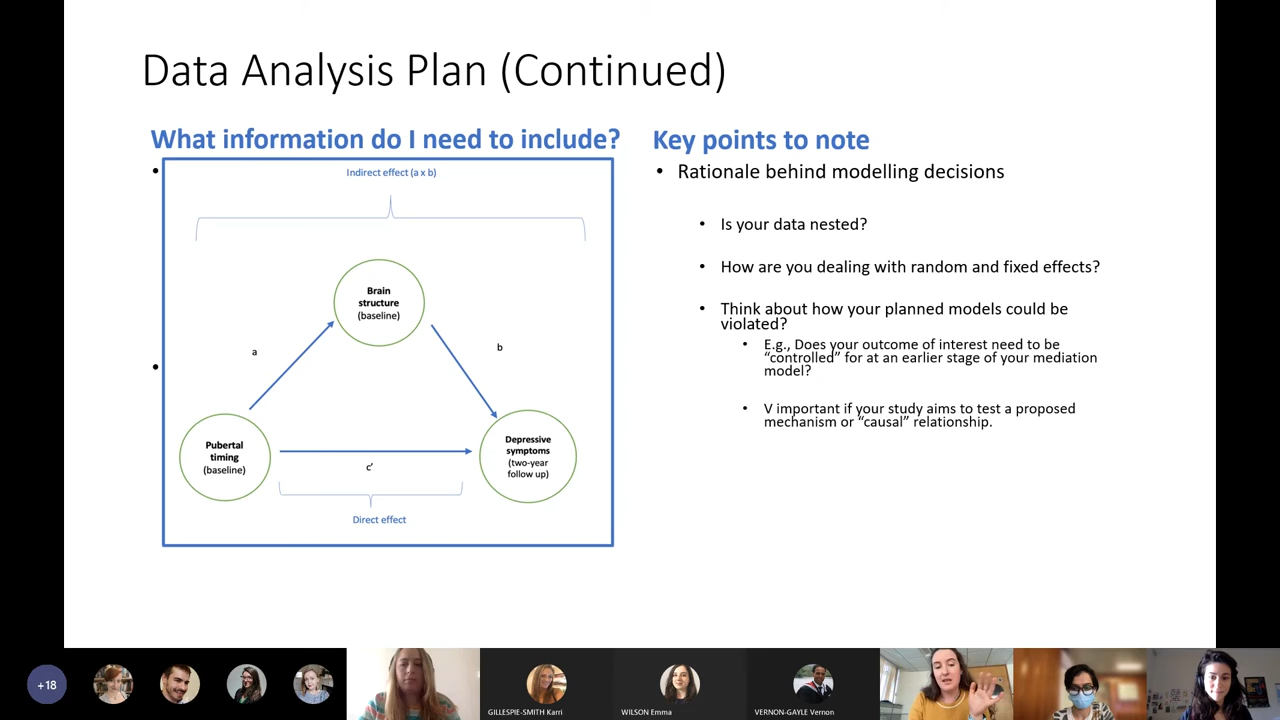 Data Analysis Plan (Continued)
What information do I need to include?
Indirect effect (a x b)
Brain
structure
(baseline)
a
b
Pubertal
timing
(baseline)
c'
Depressive
symptoms
(two-year
follow up)
Direct effect
Key points to note
• Rationale behind modelling decisions
• Is your data nested?
• How are you dealing with random and fixed effects?
• Think about how your planned models could be
violated?
• E.g., Does your outcome of interest need to be
“controlled” for at an earlier stage of your mediation
model?
• V important if your study aims to test a proposed
mechanism or “causal” relationship.
+18
GILLESPIE-SMITH Karri
WILSON Emma
VERNON-GAYLE Vernon